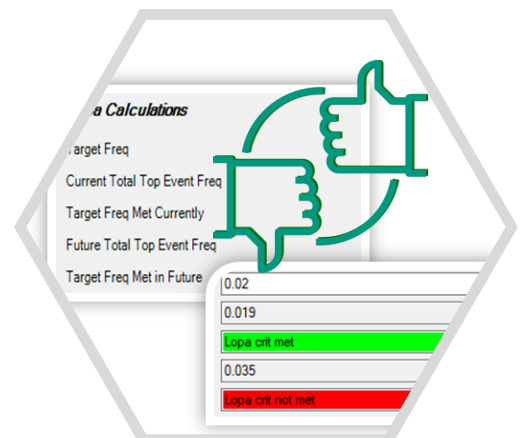 a Calculations
Target Freq
Current Total Top Event Freq
Target Freq Met Currently
Future Total Top Event Freq
Target Freq Met in Future
0.02
0.019
Lopa crit met
0.035
Lopa crit not met